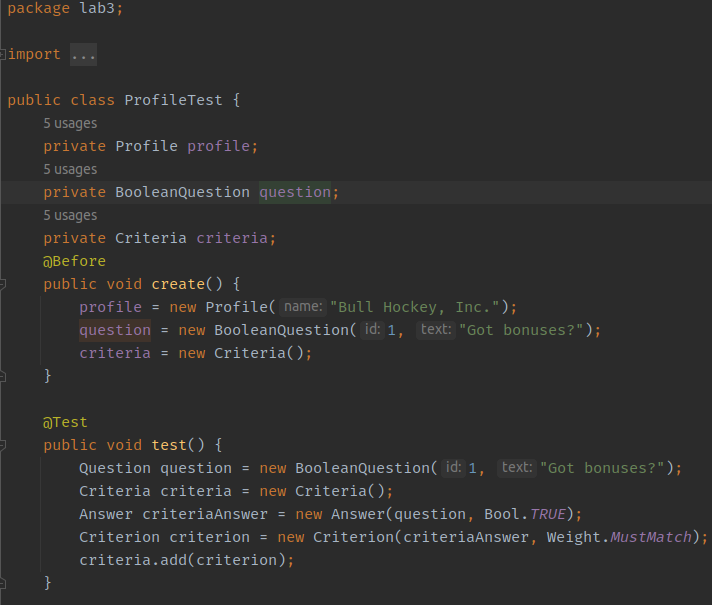 package lab3;
import ...
public class ProfileTest {
5 usages
private Profile profile;
5 usages
private BooleanQuestion question;
5 usages
private Criteria criteria;
@Before
public void create() {
profile = new Profile( name: "Bull Hockey, Inc.");
question = new BooleanQuestion( id: 1, text: "Got bonuses?");
criteria = new Criteria();
}
@Test
public void test() {
Question question = new BooleanQuestion( id: 1, text: "Got bonuses?");
Criteria criteria = new Criteria();
Answer criteriaAnswer = new Answer(question, Bool.TRUE);
Criterion criterion = new Criterion(criteriaAnswer, Weight.MustMatch);
criteria.add(criterion);
}